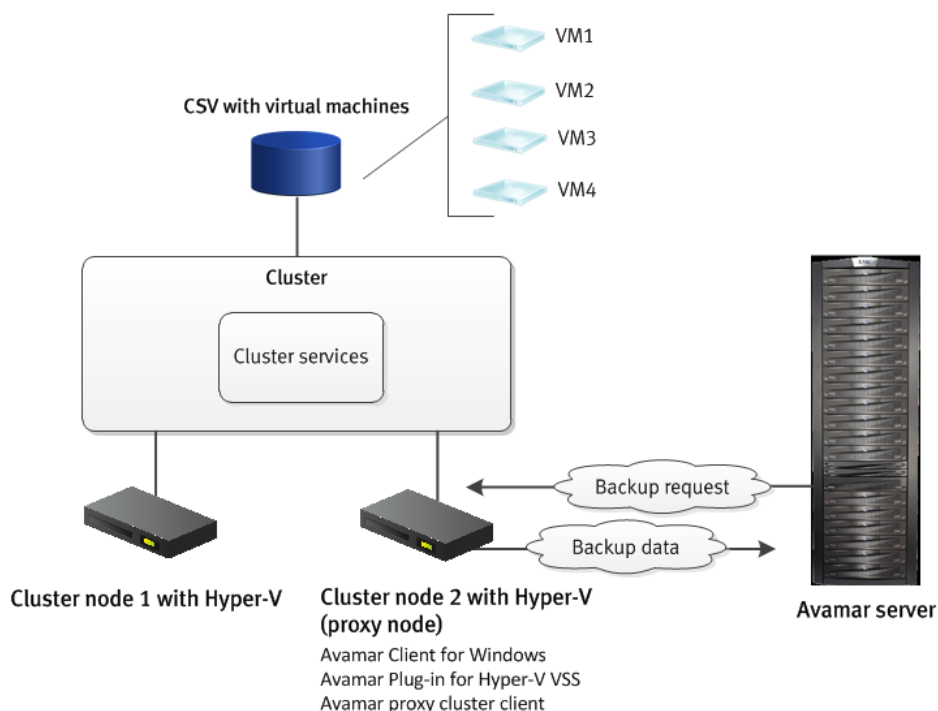 VM1
VM2
CSV with virtual machines
VM3
VM4
Cluster
Cluster services
Backup request
Backup data
Cluster node 1 with Hyper-V
Cluster node 2 with Hyper-V
(proxy node)
Avamar Client for Windows
Avamar Plug-in for Hyper-V VSS
Avamar proxy cluster client
Avamar server